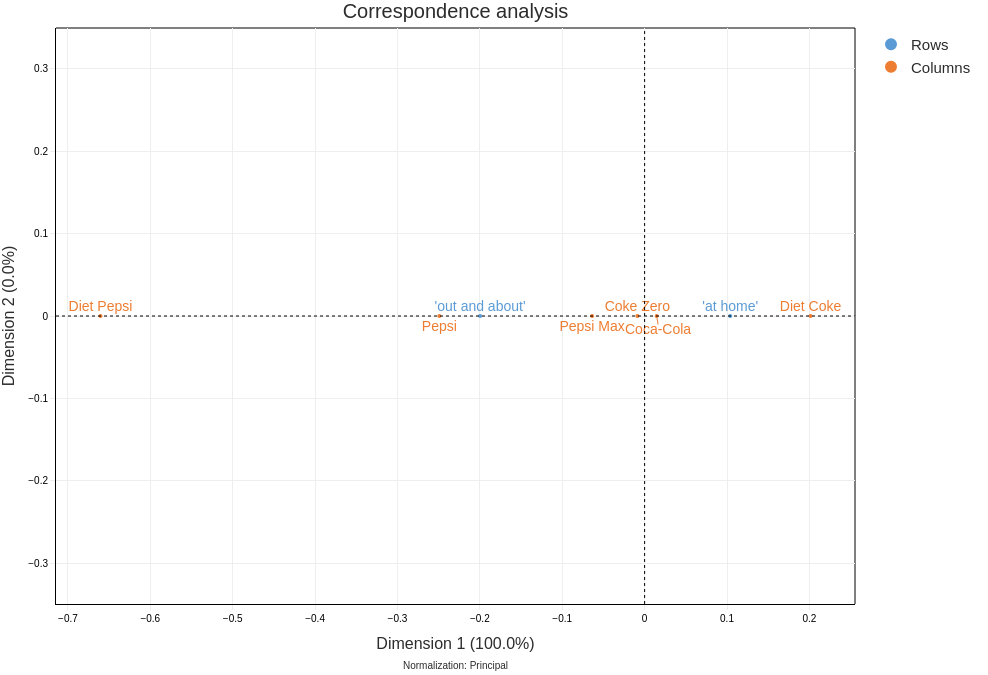 Correspondence analysis
Rows
Columns
Dimension 2 (0.0%)
0.3
0.2
0.1
0
−0.1
−0.2
−0.3
Diet Pepsi
'out and about'
Coke Zero
'at home'
Diet Coke
Pepsi
Pepsi Max
Coca-Cola
−0.7
−0.6
−0.5
−0.4
−0.3
−0.2
−0.1
0
0.1
0.2
Dimension 1 (100.0%)
Normalization: Principal